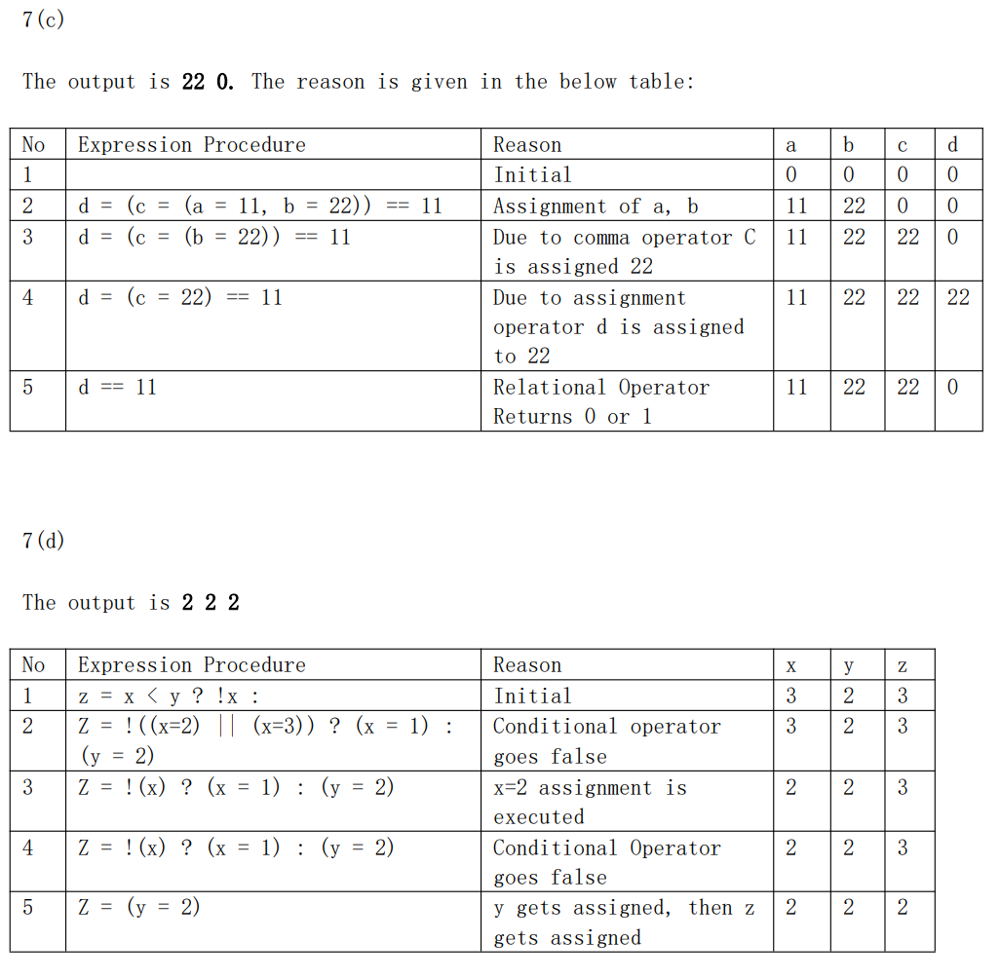 7(c)
The output is 22 0. The reason is given in the below table:
No Expression Procedure Reason a b c d
1 Initial 0 0 0 0
2 d = (c = (a = 11, b = 22)) == 11 Assignment of a, b 11 22 0 0
3 d = (c = (b = 22)) == 11 Due to comma operator C 11 22 22 0
is assigned 22
4 d = (c = 22) == 11 Due to assignment 11 22 22 22
operator d is assigned
to 22
5 d == 11 Relational Operator 11 22 22 0
Returns 0 or 1
7(d)
The output is 2 2 2
No Expression Procedure Reason x y z
1 z = x < y ? !x : Initial 3 2 3
2 Z = !((x=2) || (x=3)) ? (x = 1) : Conditional operator 3 2 3
(y = 2) goes false
3 Z = !(x) ? (x = 1) : (y = 2) x=2 assignment is 2 2 3
executed
4 Z = !(x) ? (x = 1) : (y = 2) Conditional Operator 2 2 3
goes false
5 Z = (y = 2) y gets assigned, then z 2 2 2
gets assigned